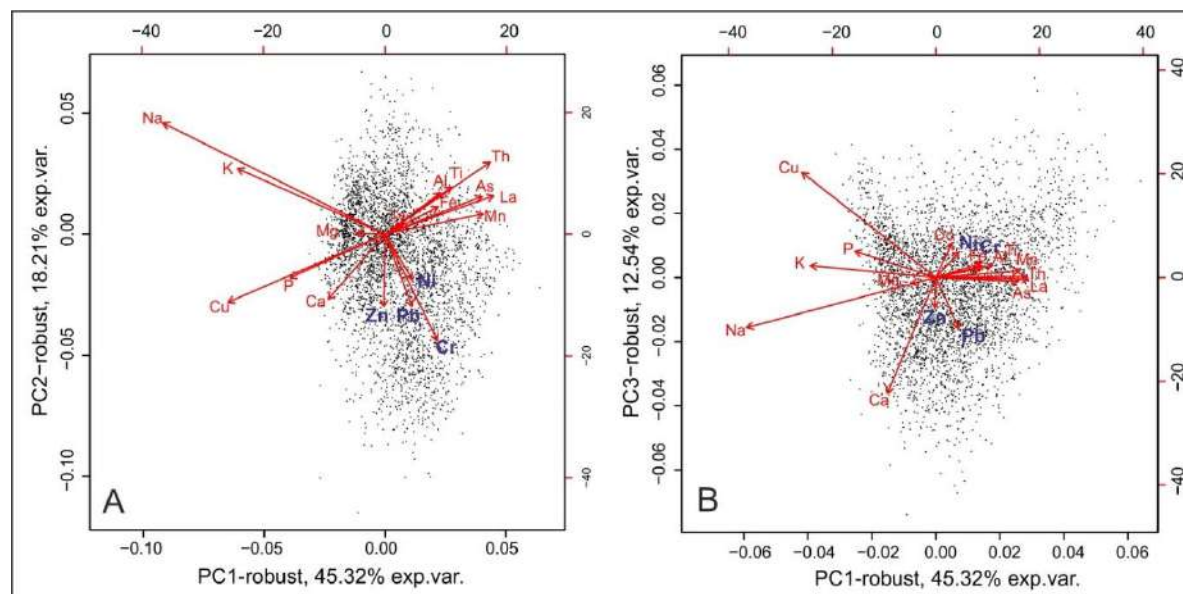 −40 −20 0 20
PC2−robust, 18.21% exp.var.
0.05
0.00
−0.05
−0.10
20
0
−20
−40
Na
K
Th
Al Ti
As
La
Fe
Mn
Mg
P
Cu
Ca
Ni
Zn Pb
Cr
A
−0.10 −0.05 0.00 0.05
PC1-robust, 45.32% exp.var.
−40 −20 0 20 40
PC3−robust, 12.54% exp.var.
0.06
0.04
0.02
0.00
−0.02
−0.04
−0.06
40
20
0
−20
−40
Cu
P
K
Na
Ca
Ni Cr
Al
Th
La
As
Zn
Pb
B
−0.06 −0.04 −0.02 0.00 0.02 0.04 0.06
PC1-robust, 45.32% exp.var.